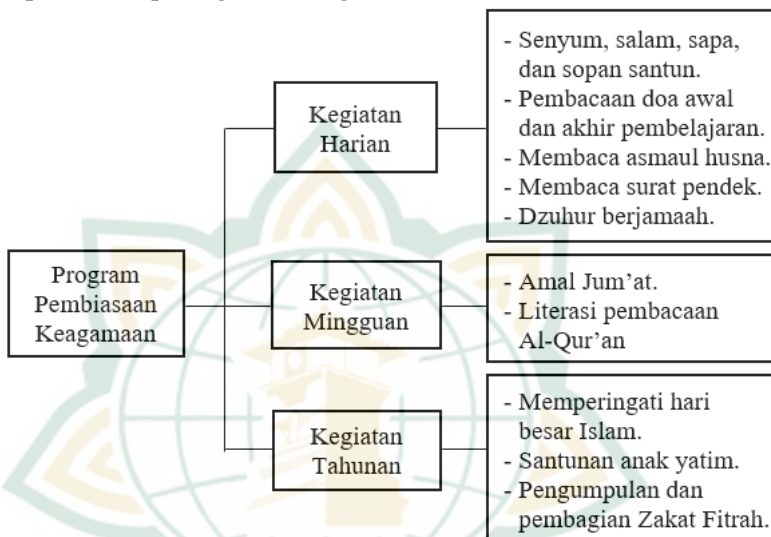 Program
Pembiasaan
Keagamaan
Kegiatan
Harian
- Senyum, salam, sapa,
dan sopan santun.
- Pembacaan doa awal
dan akhir pembelajaran.
- Membaca asmaul husna.
- Membaca surat pendek.
- Dzuhur berjamaah.
Kegiatan
Mingguan
- Amal Jum’at.
- Literasi pembacaan
Al-Qur’an
Kegiatan
Tahunan
- Memperingati hari
besar Islam.
- Santunan anak yatim.
- Pengumpulan dan
pembagian Zakat Fitrah.